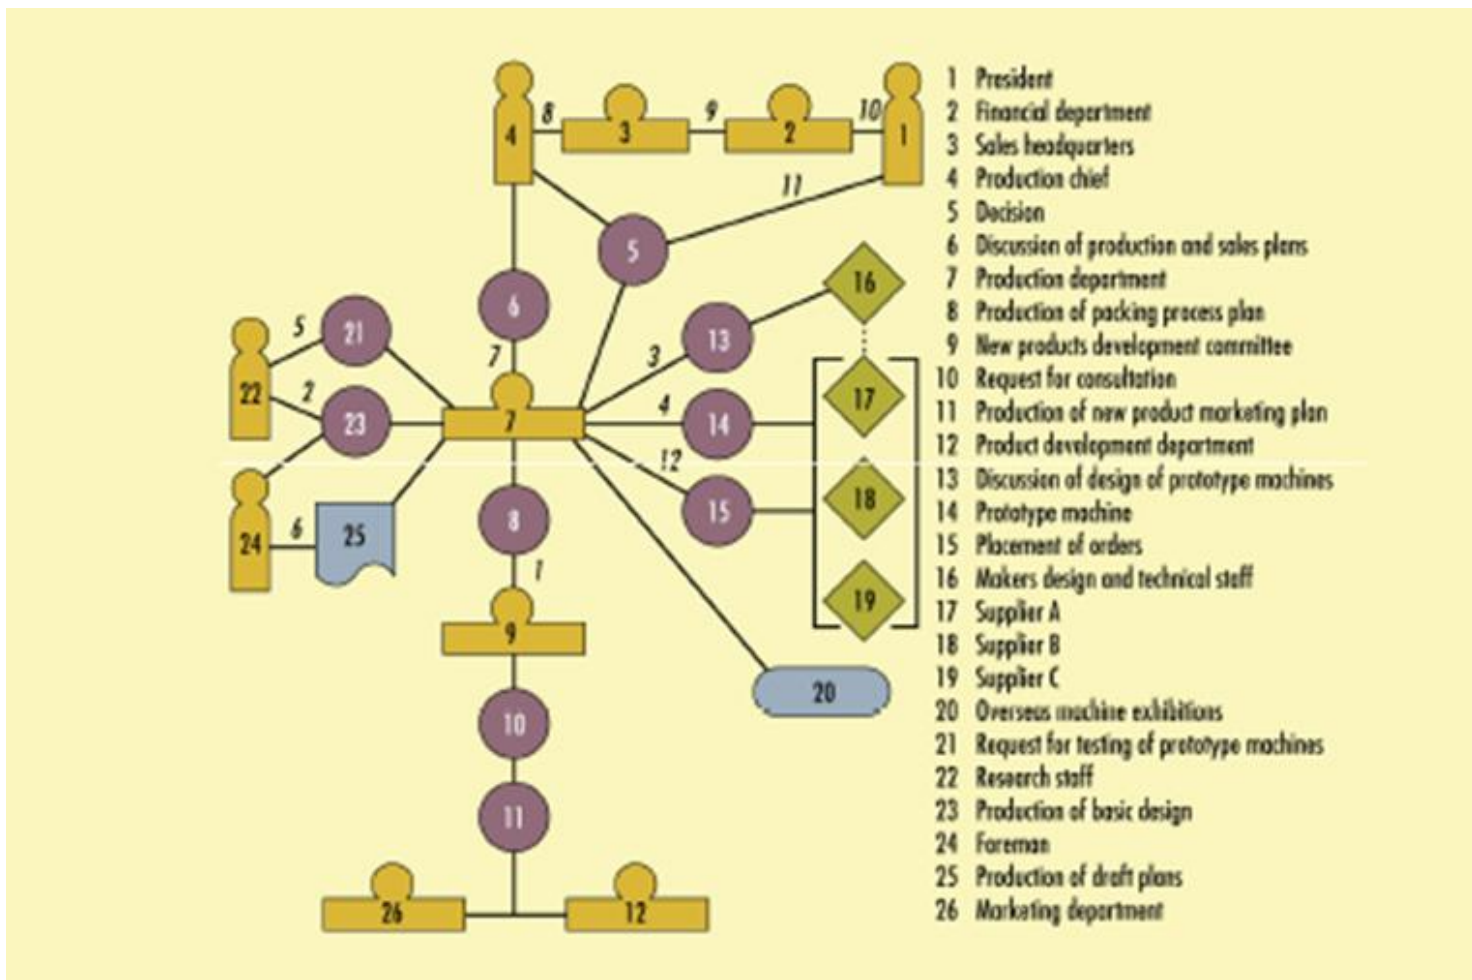 4
8
3
9
2
10
1
11
5
6
16
13
3
7
5
21
22
2
23
7
4
14
17
12
15
18
24
6
25
8
1
19
9
20
10
11
26
12
1 President
2 Financial department
3 Sales headquarters
4 Production chief
5 Decision
6 Discussion of production and sales plans
7 Production department
8 Production of packing process plan
9 New products development committee
10 Request for consultation
11 Production of new product marketing plan
12 Product development department
13 Discussion of design of prototype machines
14 Prototype machine
15 Placement of orders
16 Makers design and technical staff
17 Supplier A
18 Supplier B
19 Supplier C
20 Overseas machine exhibitions
21 Request for testing of prototype machines
22 Research staff
23 Production of basic design
24 Foreman
25 Production of draft plans
26 Marketing department